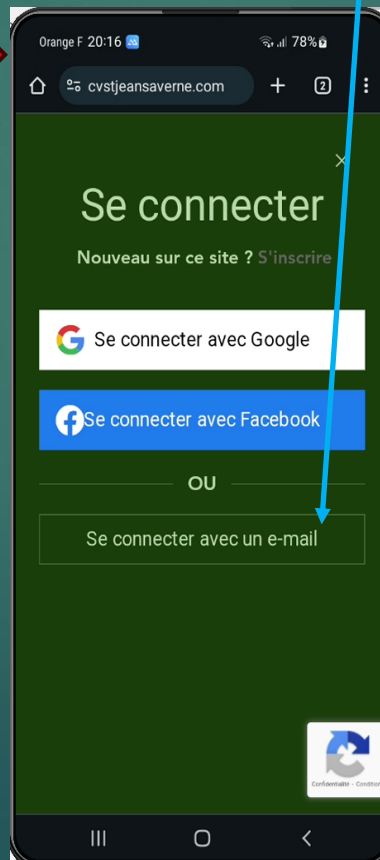 Orange F 20:16 78%
cvstjeansaverne.com 2
Se connecter
Nouveau sur ce site ? S'inscrire
Se connecter avec Google
Se connecter avec Facebook
OU
Se connecter avec un e-mail
Confidentialité - Condition